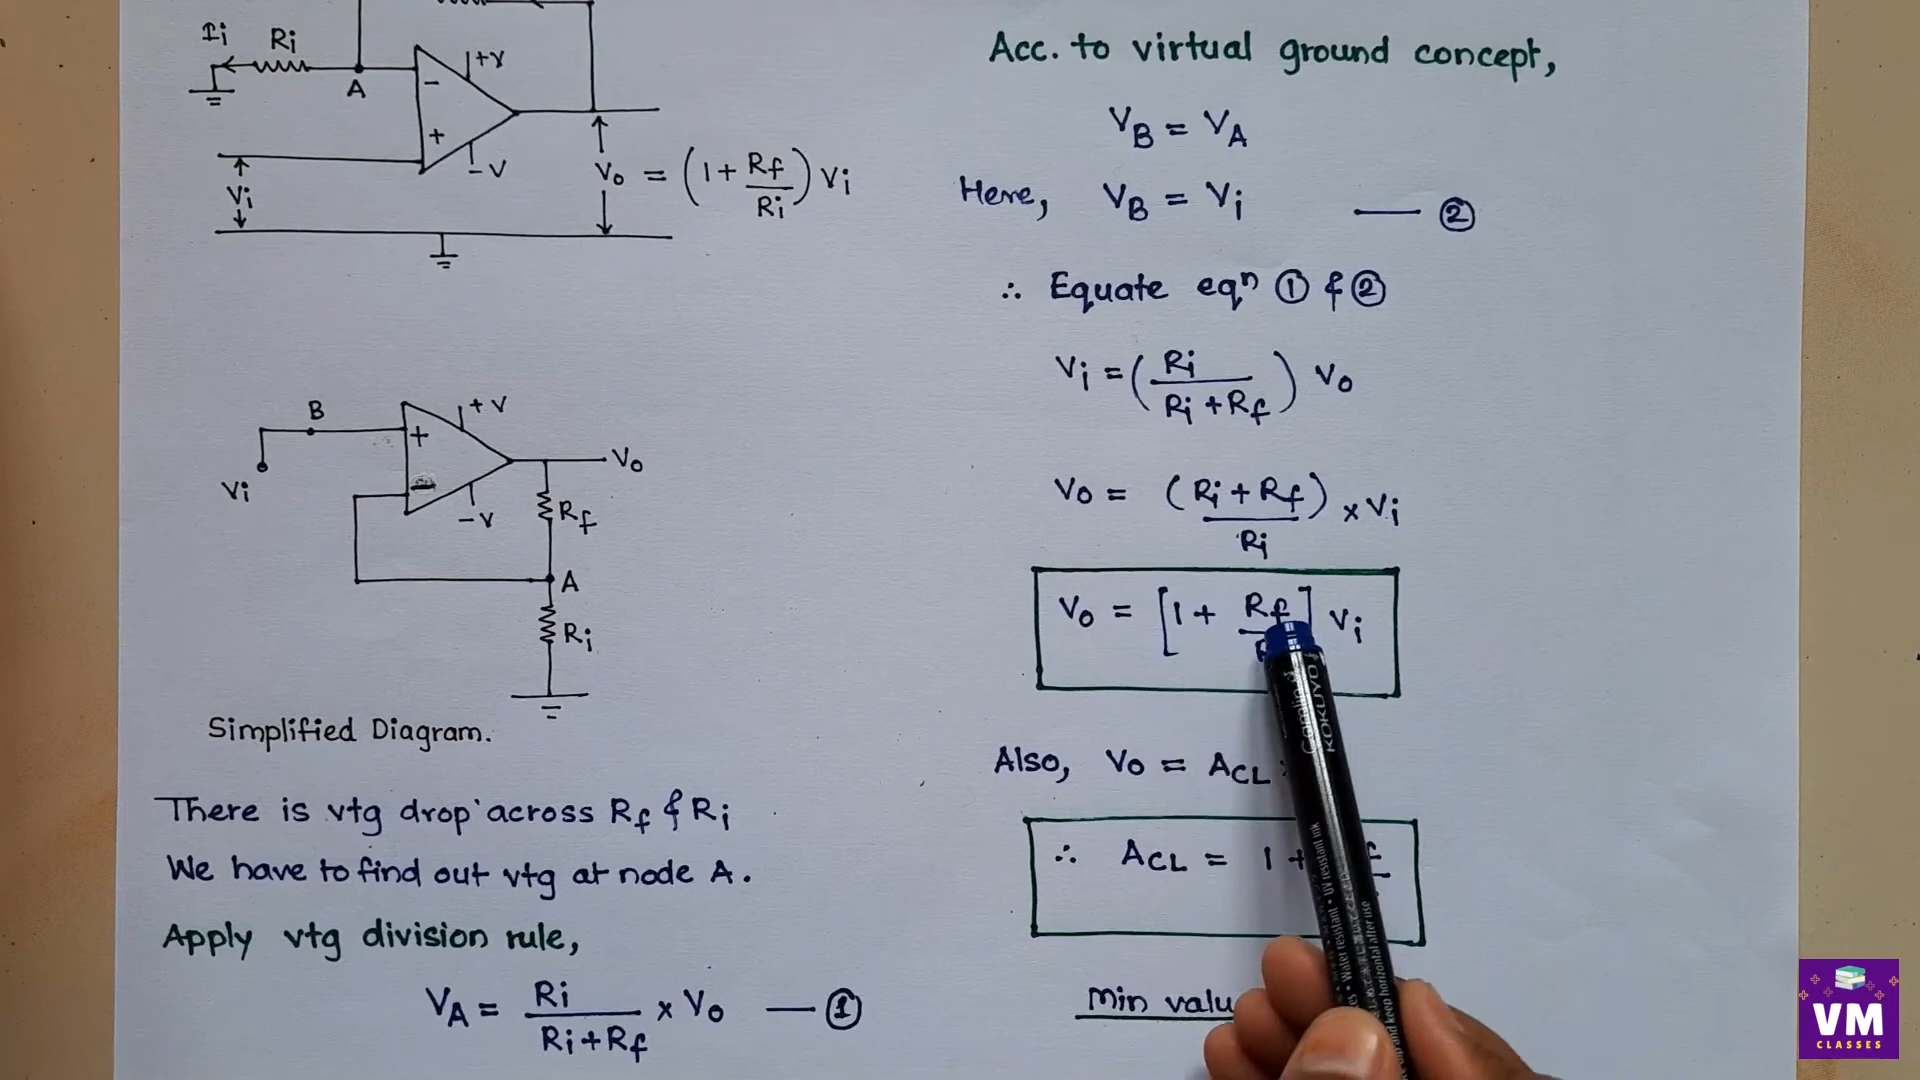 Ii Ri
A
+V
-
+
-V
Vi
Vo = (1 + Rf/Ri) Vi
B
+V
+
-
Vo
Vi
-V
Rf
A
Ri
Simplified Diagram.
There is vtg drop across Rf & Ri
We have to find out vtg at node A.
Apply vtg division rule,
VA = Ri/(Ri+Rf) × Vo — ①
Acc. to virtual ground concept,
VB = VA
Here, VB = Vi — ②
∴ Equate eqn ① & ②
Vi = (Ri/(Ri+Rf)) Vo
Vo = (Ri + Rf)/Ri × Vi
Vo = [1 + Rf] Vi
Also, Vo = ACL
∴ ACL = 1 +
Min valu
Camlin
KOKUYO
VM
CLASSES